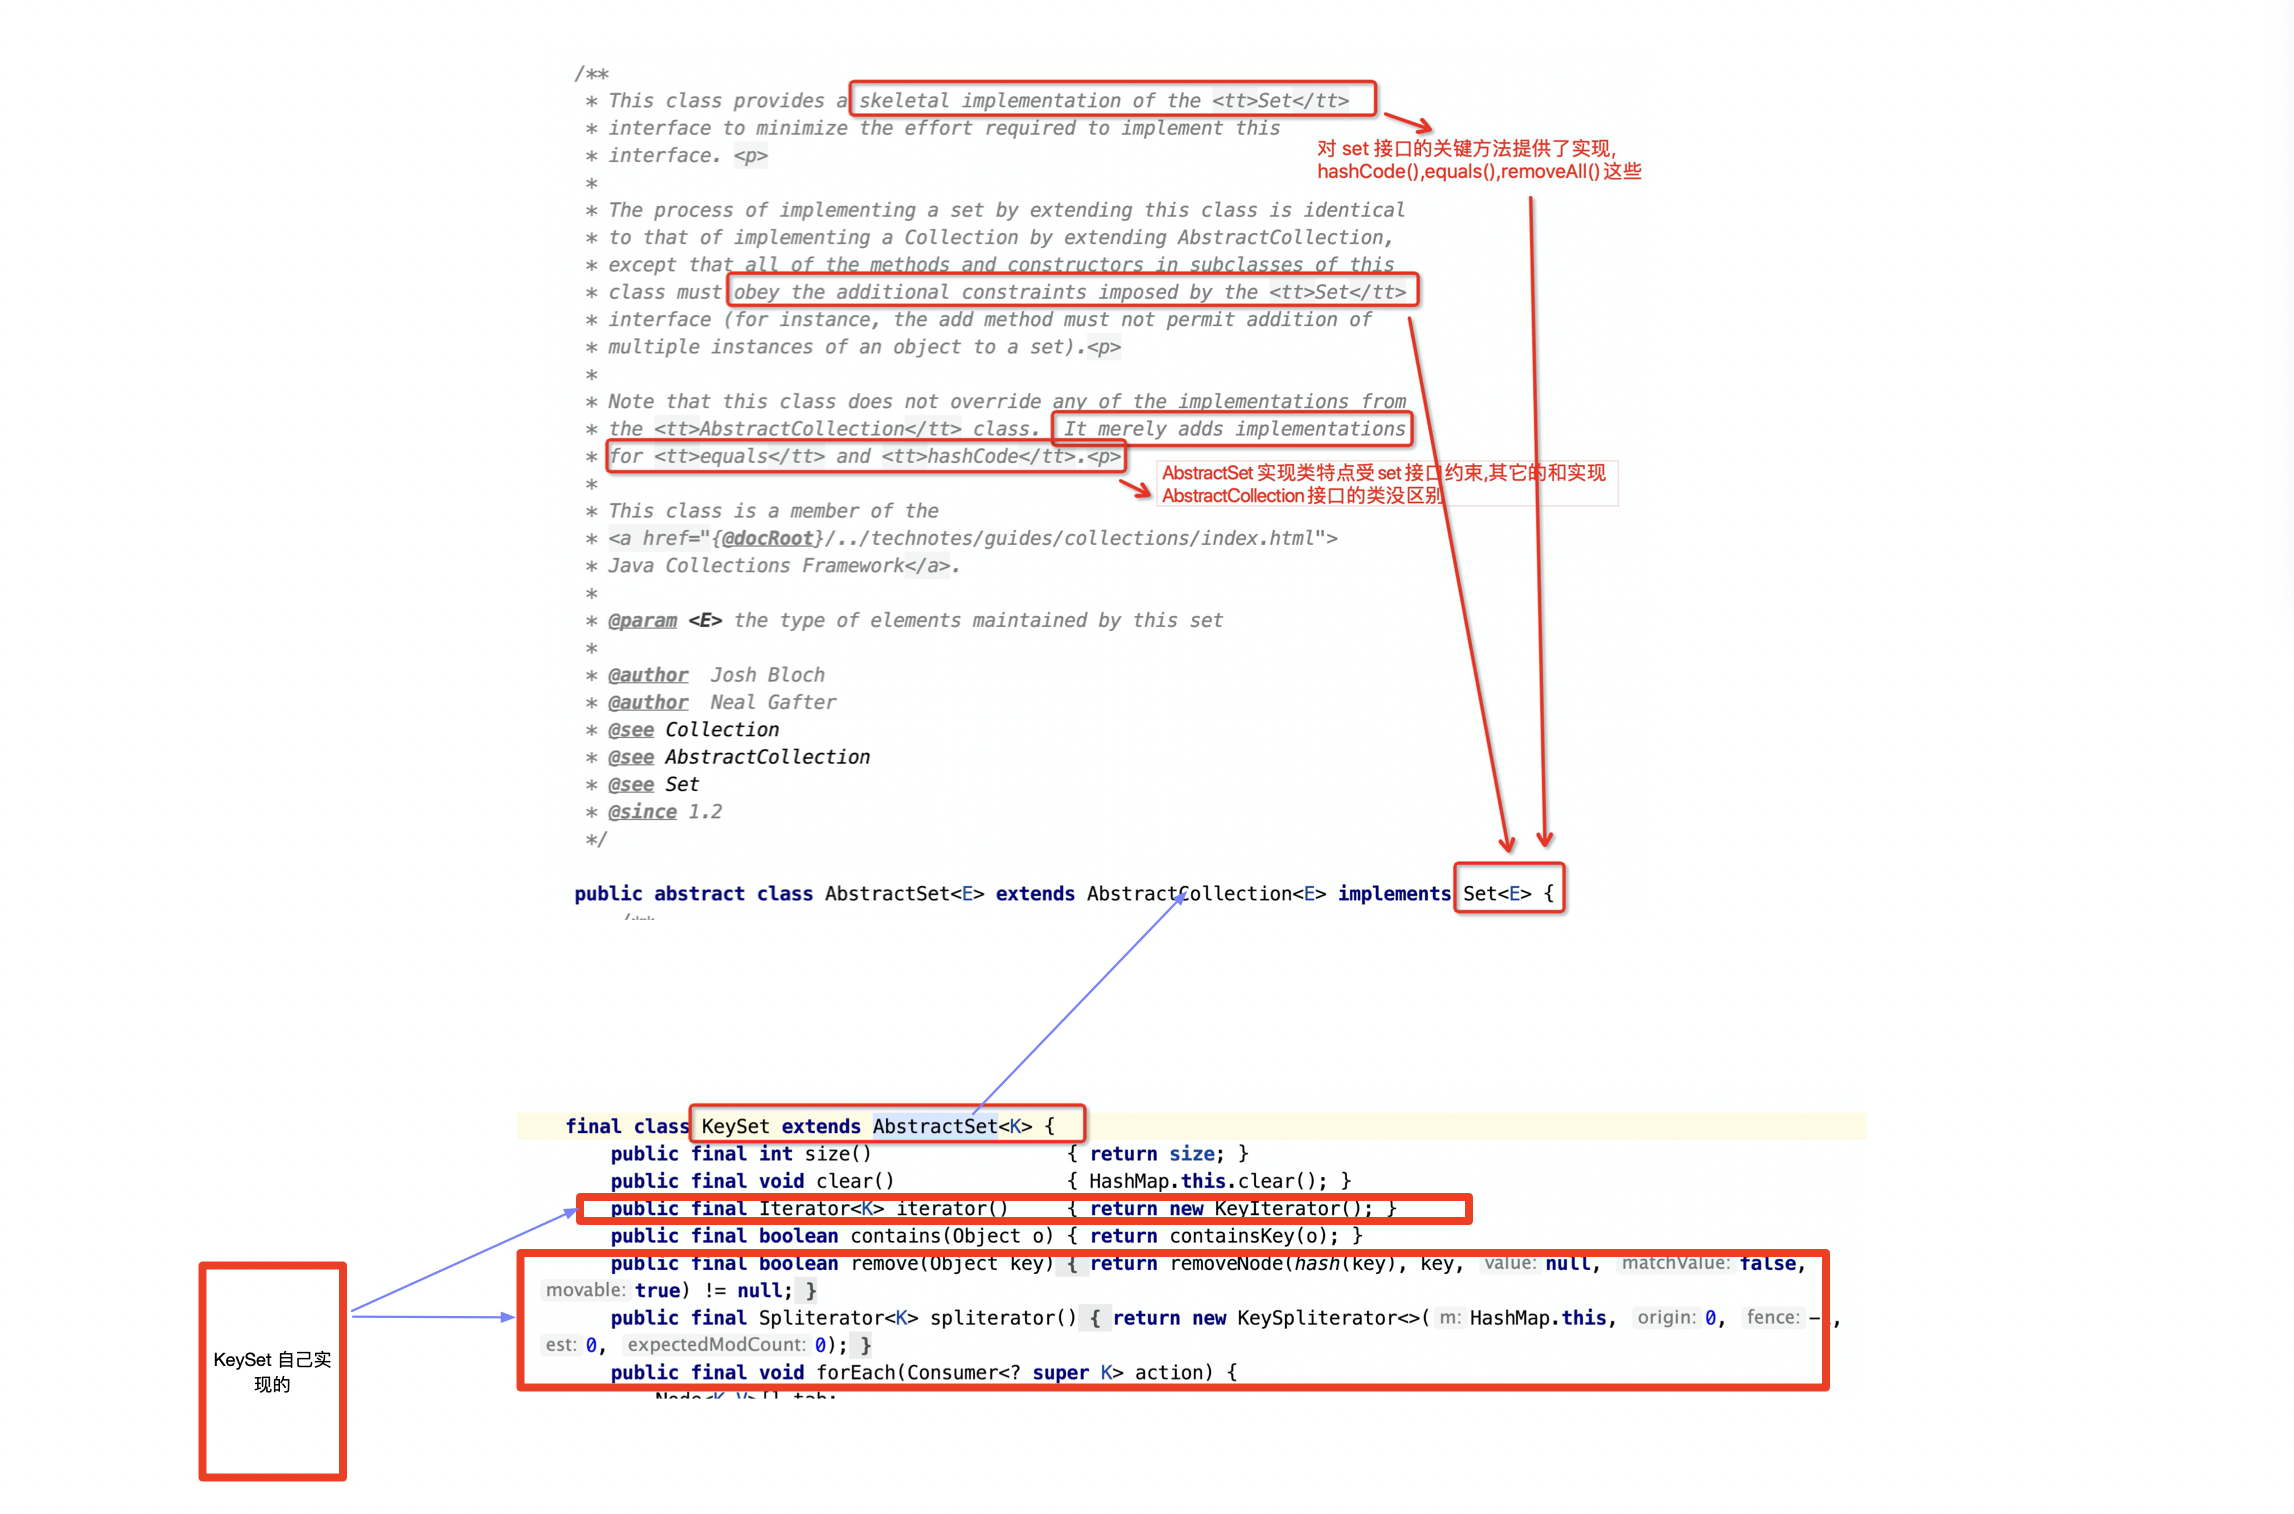 /**
* This class provides a skeletal implementation of the <tt>Set</tt>
* interface to minimize the effort required to implement this
* interface. <p>
*
* The process of implementing a set by extending this class is identical
* to that of implementing a Collection by extending AbstractCollection,
* except that all of the methods and constructors in subclasses of this
* class must obey the additional constraints imposed by the <tt>Set</tt>
* interface (for instance, the add method must not permit addition of
* multiple instances of an object to a set).<p>
*
* Note that this class does not override any of the implementations from
* the <tt>AbstractCollection</tt> class. It merely adds implementations
* for <tt>equals</tt> and <tt>hashCode</tt>.<p>
*
* This class is a member of the
* <a href="{@docRoot}/../technotes/guides/collections/index.html">
* Java Collections Framework</a>.
*
* @param <E> the type of elements maintained by this set
*
* @author Josh Bloch
* @author Neal Gafter
* @see Collection
* @see AbstractCollection
* @see Set
* @since 1.2
*/
对 set 接口的关键方法提供了实现,
hashCode(),equals(),removeAll() 这些
AbstractSet 实现类特点受 set 接口约束,其它的和实现
AbstractCollection 接口的类没区别
public abstract class AbstractSet<E> extends AbstractCollection<E> implements Set<E> {
final class KeySet extends AbstractSet<K> {
public final int size() { return size; }
public final void clear() { HashMap.this.clear(); }
public final Iterator<K> iterator() { return new KeyIterator(); }
public final boolean contains(Object o) { return containsKey(o); }
public final boolean remove(Object key) { return removeNode(hash(key), key, value: null, matchValue: false,
movable: true) != null; }
public final Spliterator<K> spliterator() { return new KeySpliterator<>( m: HashMap.this, origin: 0, fence: -,
est: 0, expectedModCount: 0); }
public final void forEach(Consumer<? super K> action) {
KeySet 自己实
现的